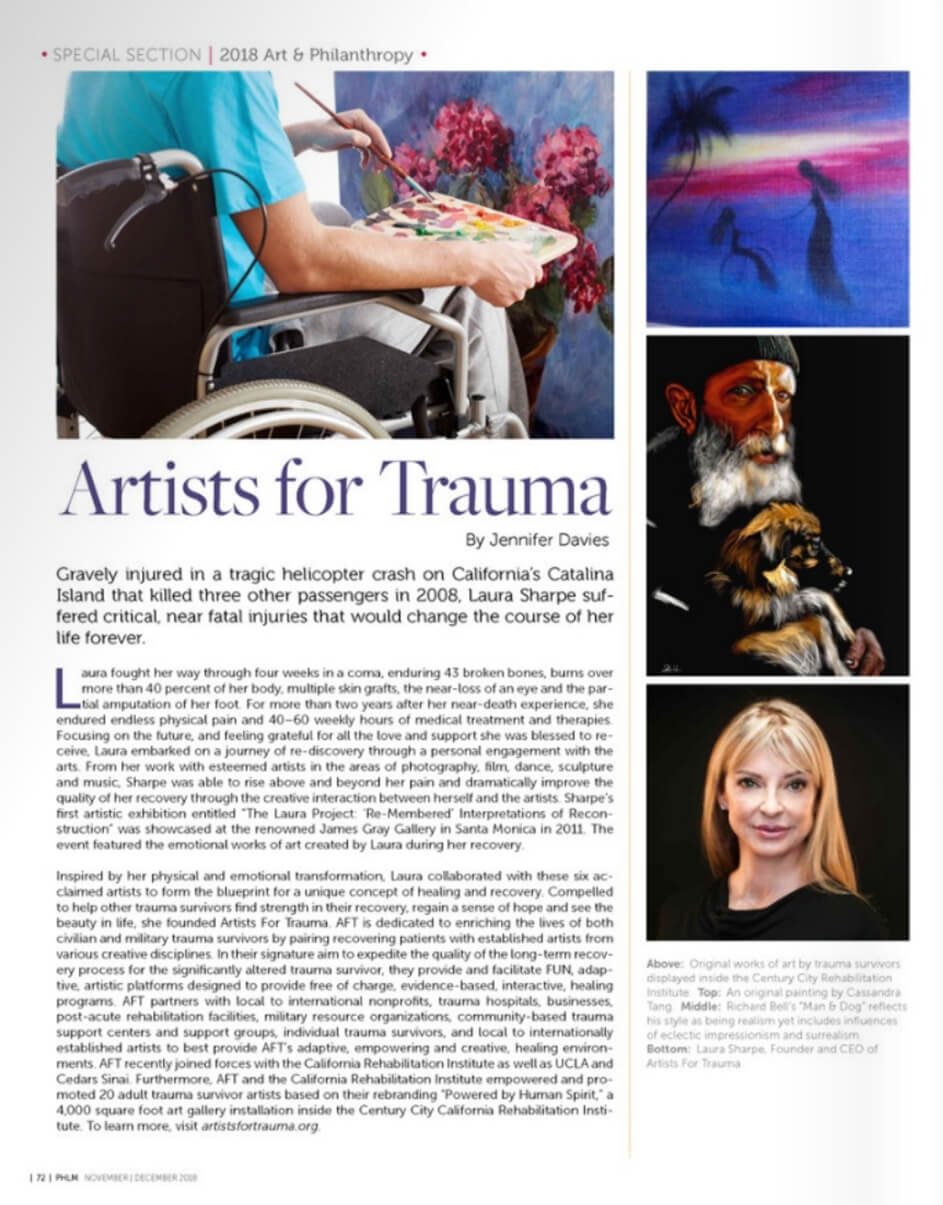 • SPECIAL SECTION | 2018 Art & Philanthropy •
Artists for Trauma
By Jennifer Davies
Gravely injured in a tragic helicopter crash on California's Catalina
Island that killed three other passengers in 2008, Laura Sharpe suf-
fered critical, near fatal injuries that would change the course of her
life forever.
Laura fought her way through four weeks in a coma, enduring 43 broken bones, burns over
more than 40 percent of her body, multiple skin grafts, the near-loss of an eye and the par-
tial amputation of her foot. For more than two years after her near-death experience, she
endured endless physical pain and 40–60 weekly hours of medical treatment and therapies.
Focusing on the future, and feeling grateful for all the love and support she was blessed to re-
ceive, Laura embarked on a journey of re-discovery through a personal engagement with the
arts. From her work with esteemed artists in the areas of photography, film, dance, sculpture
and music, Sharpe was able to rise above and beyond her pain and dramatically improve the
quality of her recovery through the creative interaction between herself and the artists. Sharpe's
first artistic exhibition entitled "The Laura Project: 'Re-Membered' Interpretations of Recon-
struction" was showcased at the renowned James Gray Gallery in Santa Monica in 2011. The
event featured the emotional works of art created by Laura during her recovery.
Inspired by her physical and emotional transformation, Laura collaborated with these six ac-
claimed artists to form the blueprint for a unique concept of healing and recovery. Compelled
to help other trauma survivors find strength in their recovery, regain a sense of hope and see the
beauty in life, she founded Artists For Trauma. AFT is dedicated to enriching the lives of both
civilian and military trauma survivors by pairing recovering patients with established artists from
various creative disciplines. In their signature aim to expedite the quality of the long-term recov-
ery process for the significantly altered trauma survivor, they provide and facilitate FUN, adap-
tive, artistic platforms designed to provide free of charge, evidence-based, interactive, healing
programs. AFT partners with local to international nonprofits, trauma hospitals, businesses,
post-acute rehabilitation facilities, military resource organizations, community-based trauma
support centers and support groups, individual trauma survivors, and local to internationally
established artists to best provide AFT's adaptive, empowering and creative, healing environ-
ments. AFT recently joined forces with the California Rehabilitation Institute as well as UCLA and
Cedars Sinai. Furthermore, AFT and the California Rehabilitation Institute empowered and pro-
moted 20 adult trauma survivor artists based on their rebranding "Powered by Human Spirit," a
4,000 square foot art gallery installation inside the Century City California Rehabilitation Insti-
tute. To learn more, visit artistsfortrauma.org.
Above: Original works of art by trauma survivors
displayed inside the Century City Rehabilitation
Institute. Top: An original painting by Cassandra
Tang. Middle: Richard Bell's "Man & Dog" reflects
his style as being realism yet includes influences
of eclectic impressionism and surrealism.
Bottom: Laura Sharpe, Founder and CEO of
Artists For Trauma
| 72 | PHLM NOVEMBER | DECEMBER 2018